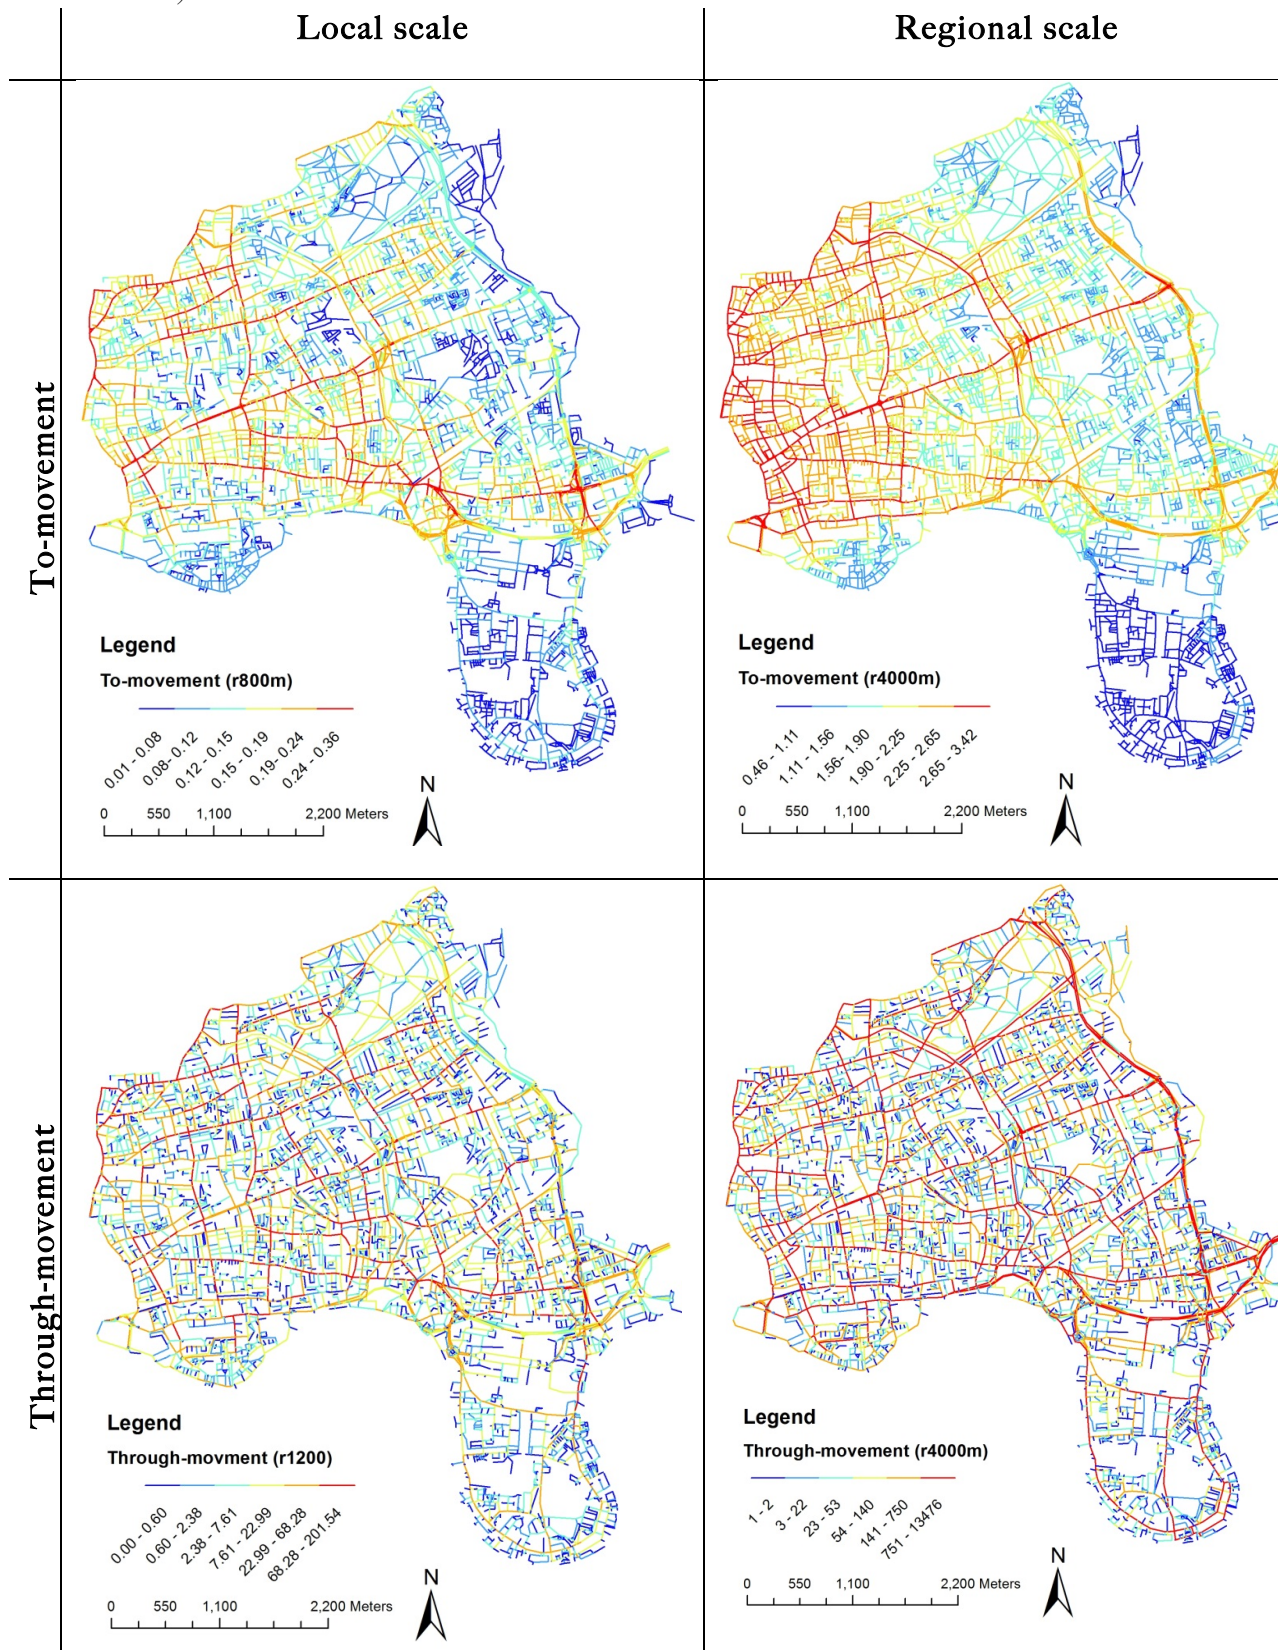 Local scale
Regional scale
To-movement
Legend
To-movement (r800m)
0.01 - 0.08
0.08 - 0.12
0.12 - 0.15
0.15 - 0.19
0.19 - 0.24
0.24 - 0.36
0 550 1,100 2,200 Meters
N
Legend
To-movement (r4000m)
0.46 - 1.11
1.11 - 1.56
1.56 - 1.90
1.90 - 2.25
2.25 - 2.65
2.65 - 3.42
0 550 1,100 2,200 Meters
N
Through-movement
Legend
Through-movment (r1200)
0.00 - 0.60
0.60 - 2.38
2.38 - 7.61
7.61 - 22.99
22.99 - 68.28
68.28 - 201.54
0 550 1,100 2,200 Meters
N
Legend
Through-movement (r4000m)
1 - 2
3 - 22
23 - 53
54 - 140
141 - 750
751 - 13476
0 550 1,100 2,200 Meters
N